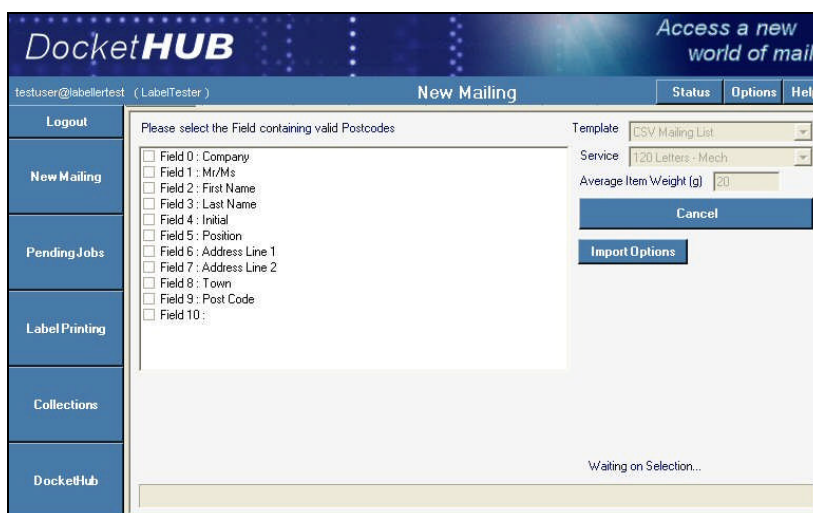 DocketHUB
Access a new
world of mail
testuser@labellertest ( LabelTester )
New Mailing
Status
Options
Help
Logout
New Mailing
Pending Jobs
Label Printing
Collections
DocketHub
Please select the Field containing valid Postcodes
Field 0 : Company
Field 1 : Mr/Ms
Field 2 : First Name
Field 3 : Last Name
Field 4 : Initial
Field 5 : Position
Field 6 : Address Line 1
Field 7 : Address Line 2
Field 8 : Town
Field 9 : Post Code
Field 10 :
Template CSV Mailing List
Service 120 Letters - Mech
Average Item Weight (g) 20
Cancel
Import Options
Waiting on Selection...